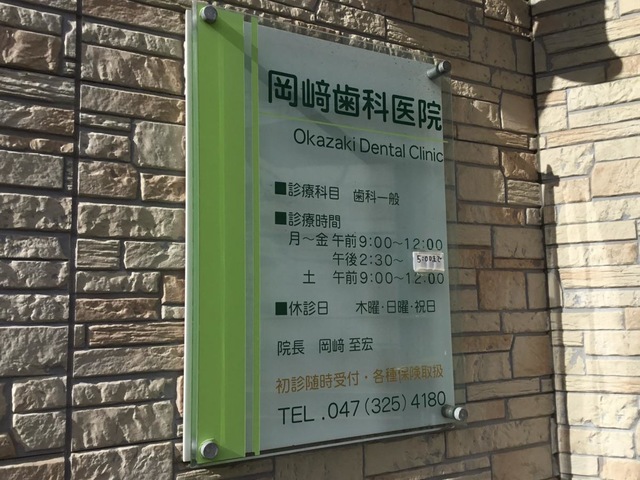 岡﨑歯科医院
Okazaki Dental Clinic
■診療科目 歯科一般
■診療時間
月～金 午前9:00～12:00
午後2:30～
土 午前9:00～12:00
■休診日 木曜・日曜・祝日
院長 岡﨑 至宏
初診随時受付・各種保険取扱
TEL.047(325)4180